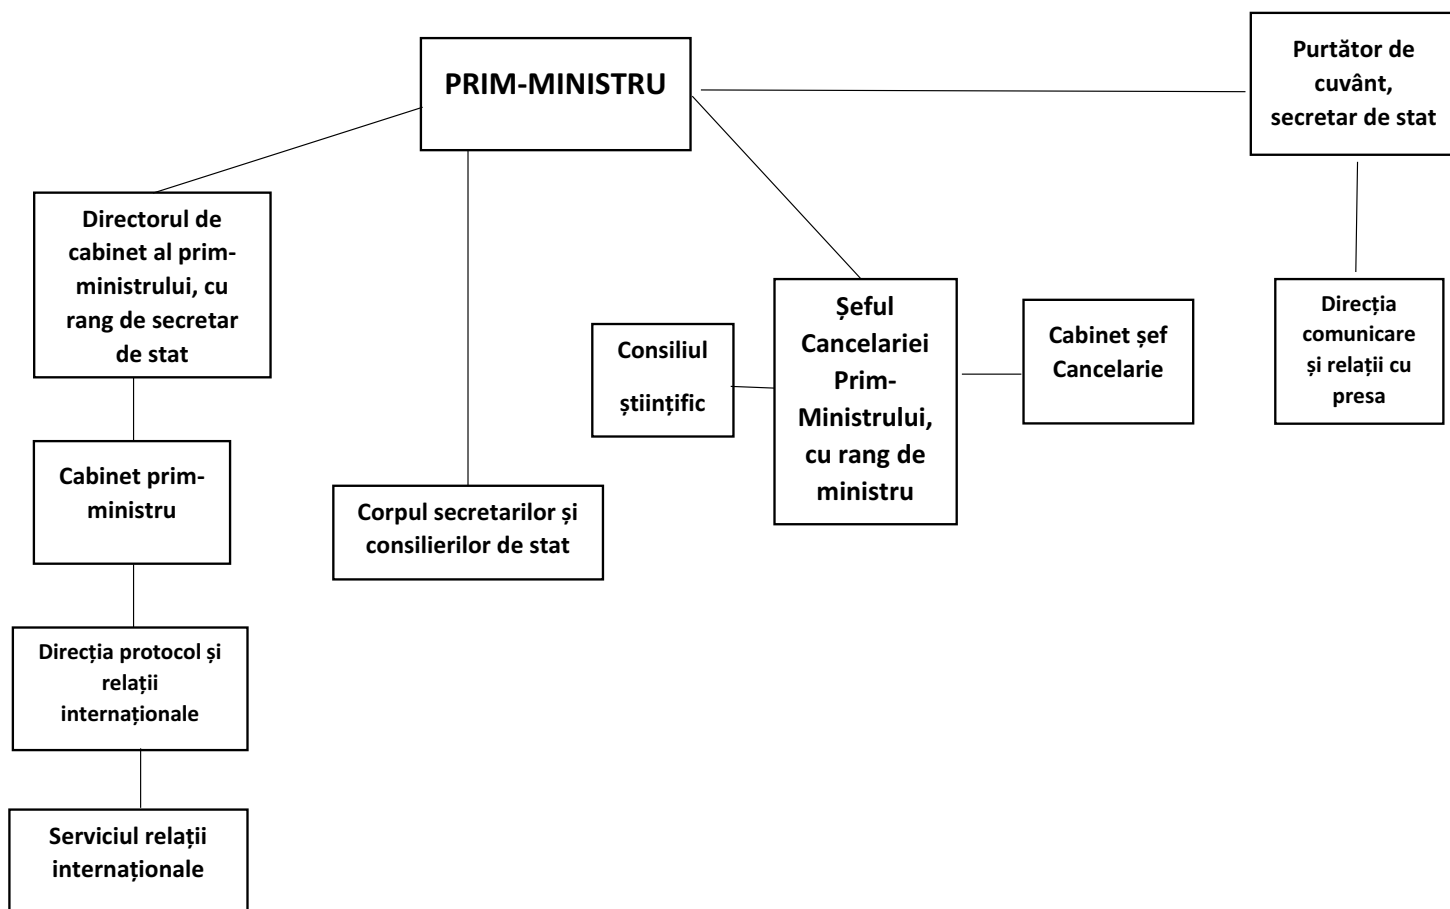 PRIM-MINISTRU
Purtător de
cuvânt,
secretar de stat
Directorul de
cabinet al prim-
ministrului, cu
rang de secretar
de stat
Șeful
Cancelariei
Prim-
Ministrului,
cu rang de
ministru
Consiliul
științific
Cabinet șef
Cancelarie
Direcția
comunicare
și relații cu
presa
Cabinet prim-
ministru
Corpul secretarilor și
consilierilor de stat
Direcția protocol și
relații
internaționale
Serviciul relații
internaționale